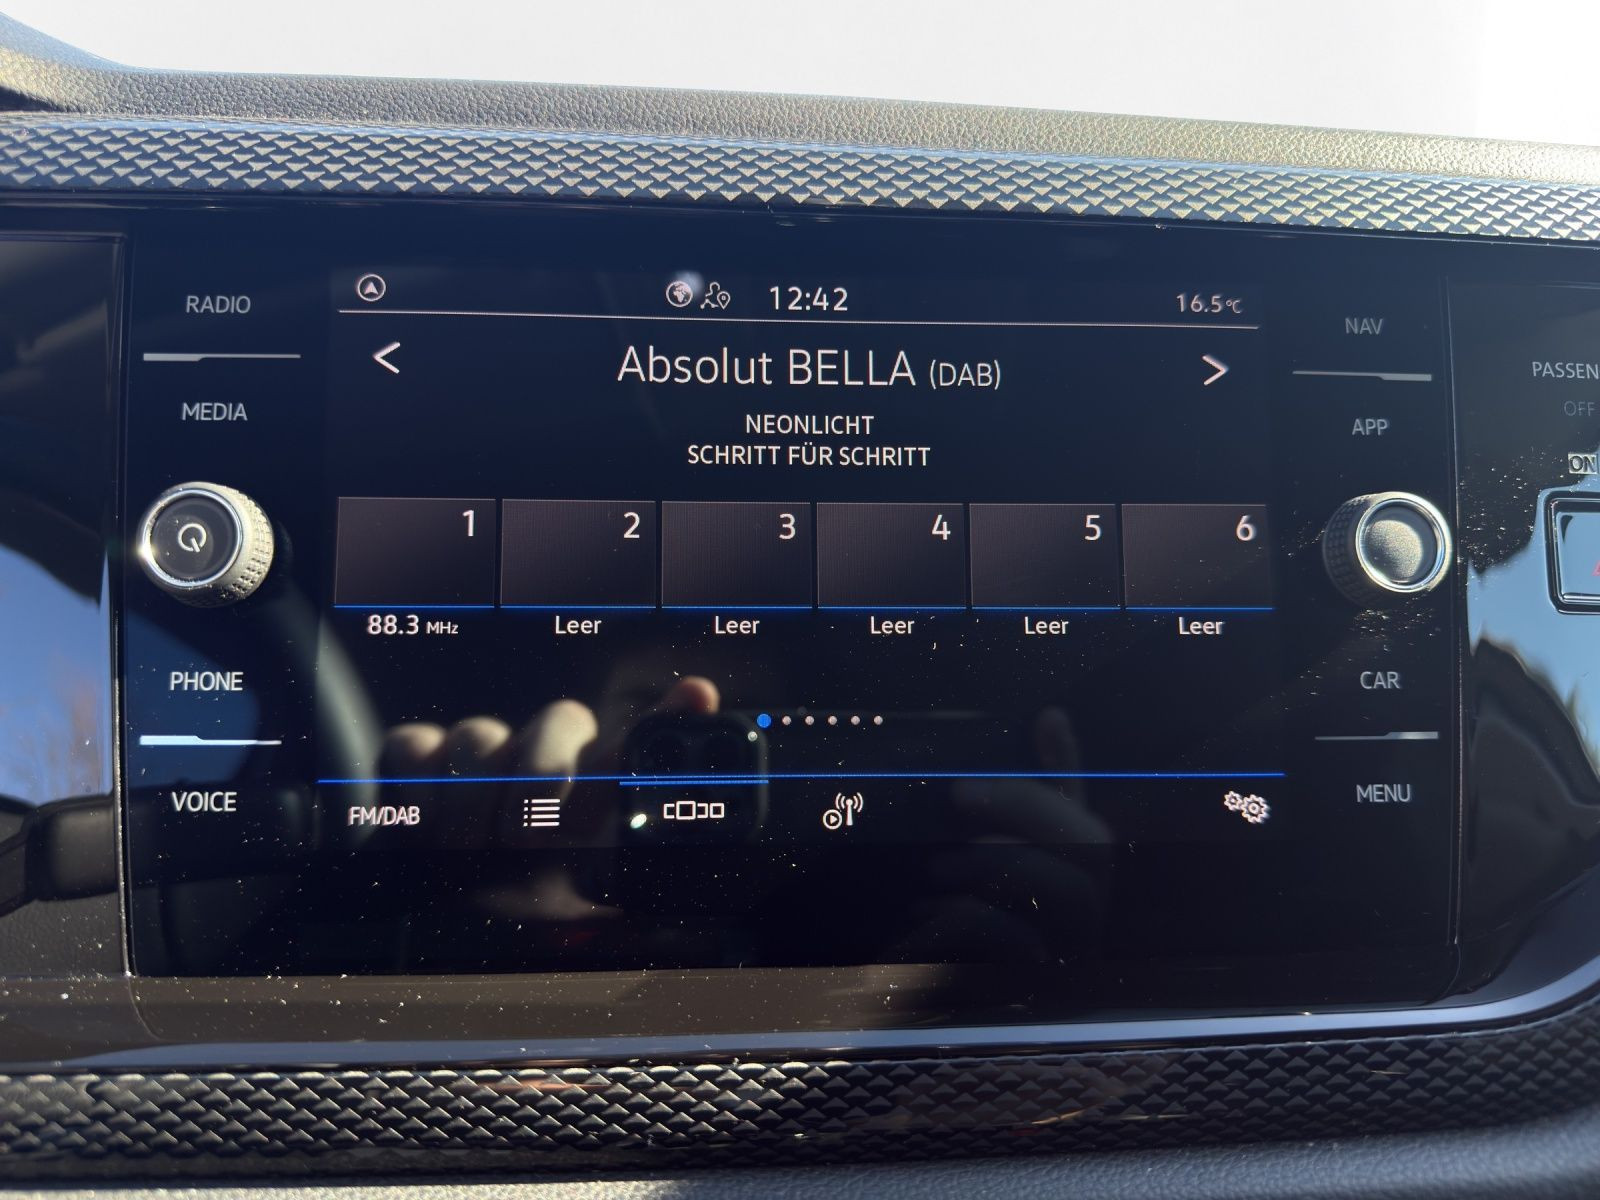 RADIO
MEDIA
PHONE
VOICE
12:42
16.5°C
Absolut BELLA (DAB)
NEONLICHT
SCHRITT FÜR SCHRITT
1 2 3 4 5 6
88.3 MHz Leer Leer Leer Leer Leer
FM/DAB
NAV
APP
CAR
MENU
PASSEN
OFF
ON